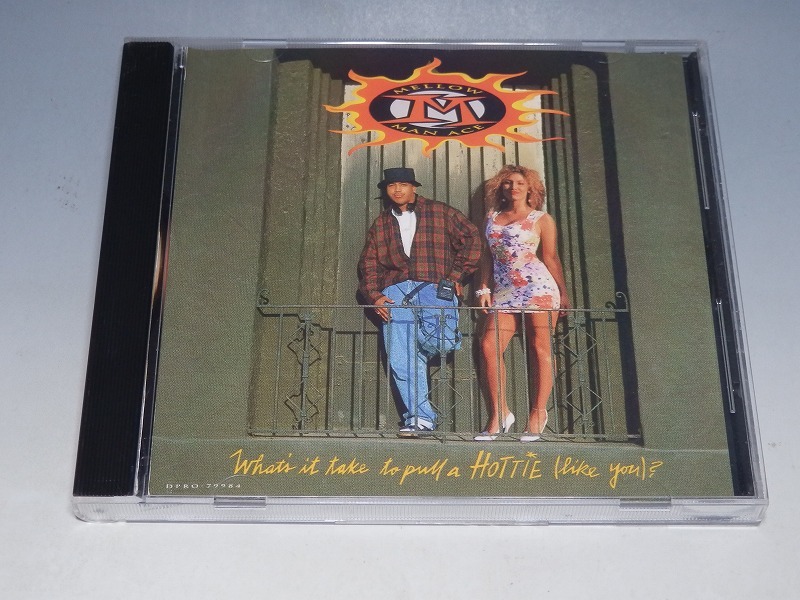 MELLOW
M
MAN ACE
What's it take to pull a HOTTIE (like you)?
DPRO-79984